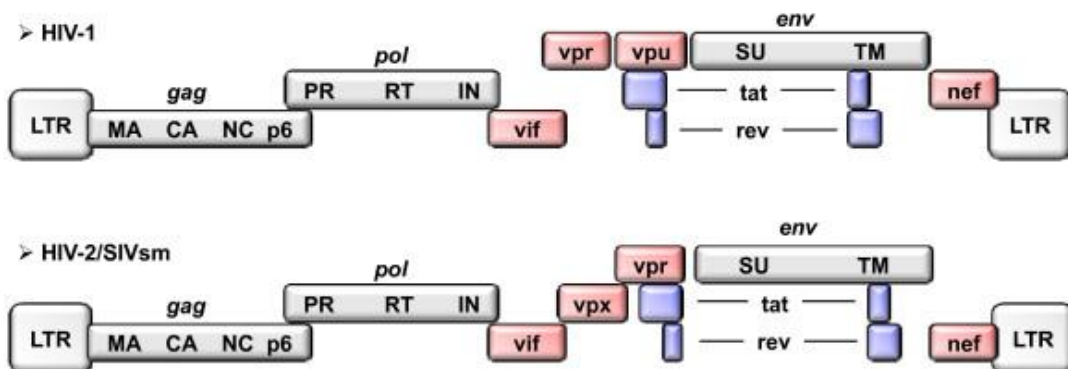 ➢ HIV-1
env
vpr vpu SU TM
pol
PR RT IN tat nef
gag
LTR MA CA NC p6 vif rev LTR
➢ HIV-2/SIVsm
env
vpr SU TM
pol
PR RT IN vpx tat
gag
LTR MA CA NC p6 vif rev nef LTR